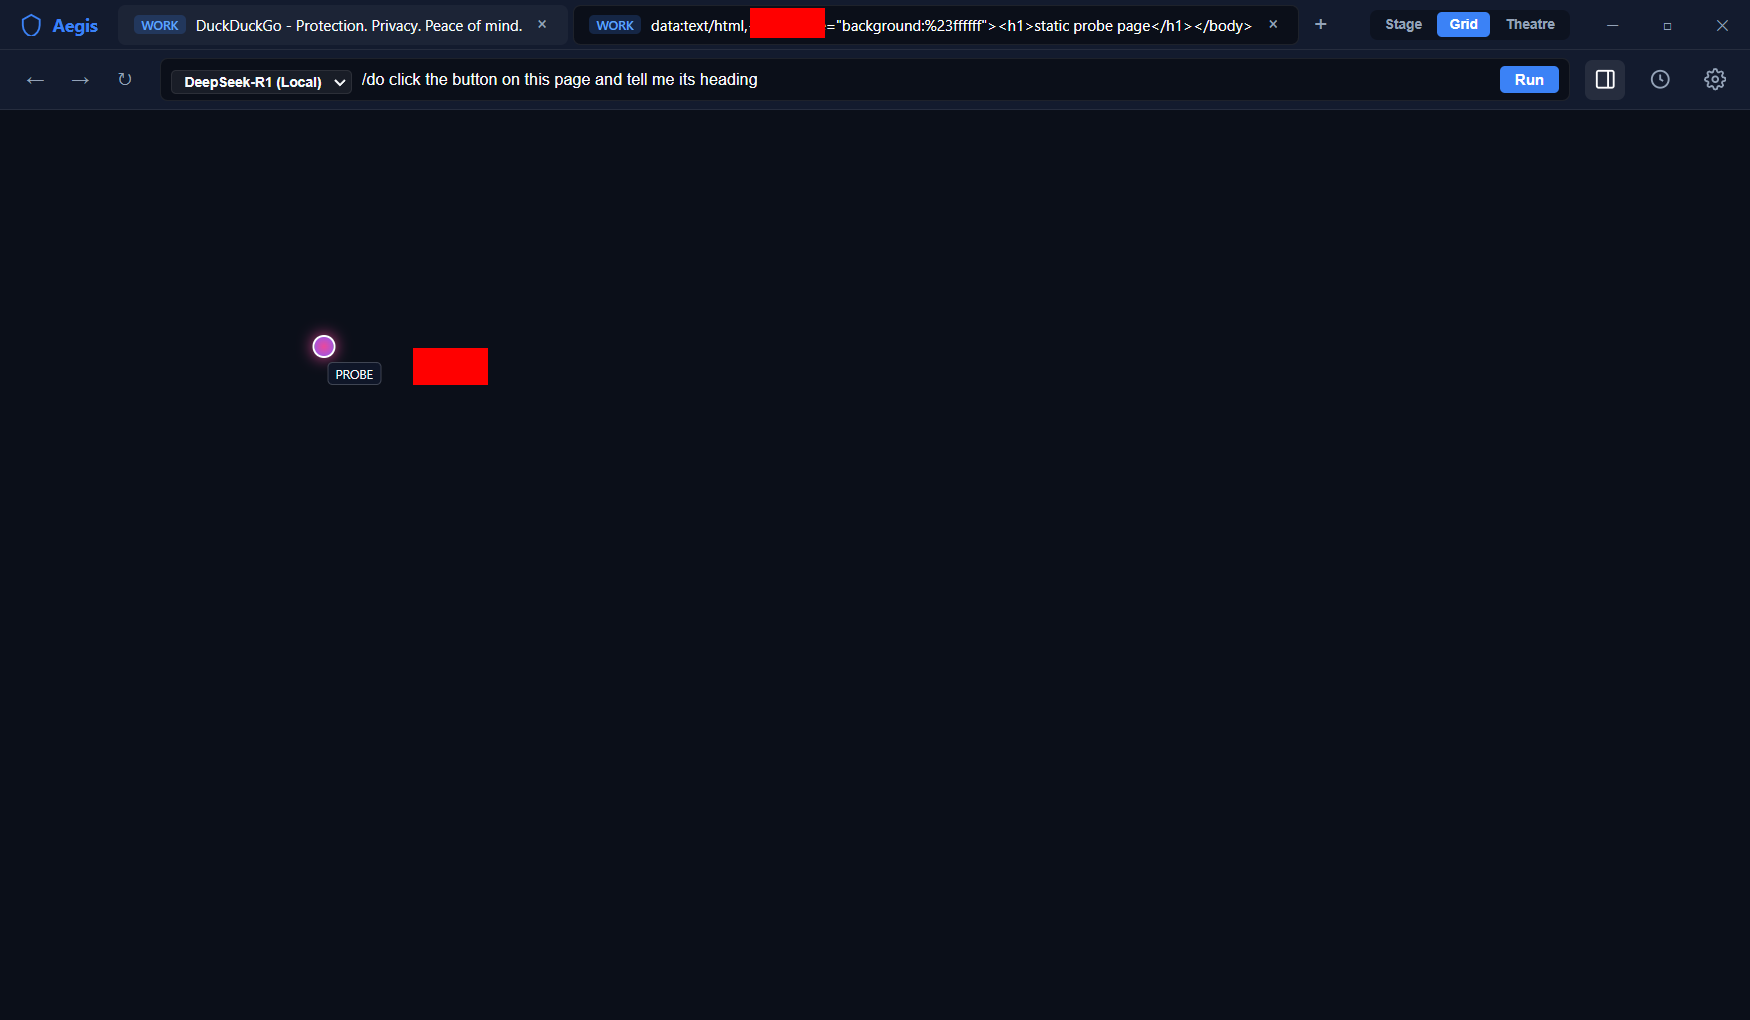 Aegis
WORK DuckDuckGo - Protection. Privacy. Peace of mind. ×
WORK data:text/html, ="background:%23ffffff"><h1>static probe page</h1></body> ×
+
Stage Grid Theatre
DeepSeek-R1 (Local) /do click the button on this page and tell me its heading Run
PROBE